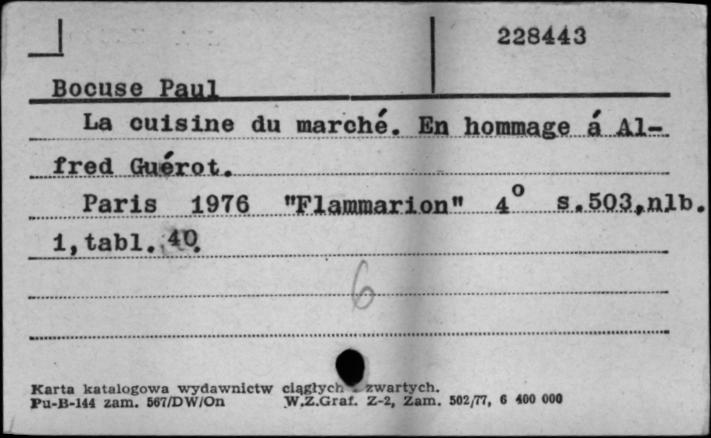 228443
Bocuse Paul
La cuisine du marché. En hommage á Al-
fred Guérot.
Paris 1976 "Flammarion" 4° s.503,nlb.
1,tabl. 40.
6
Karta katalogowa wydawnictw ciągłych i zwartych.
Pu-B-144 zam. 567/DW/On W.Z.Graf. Z-2, Zam. 502/77, 6 400 000